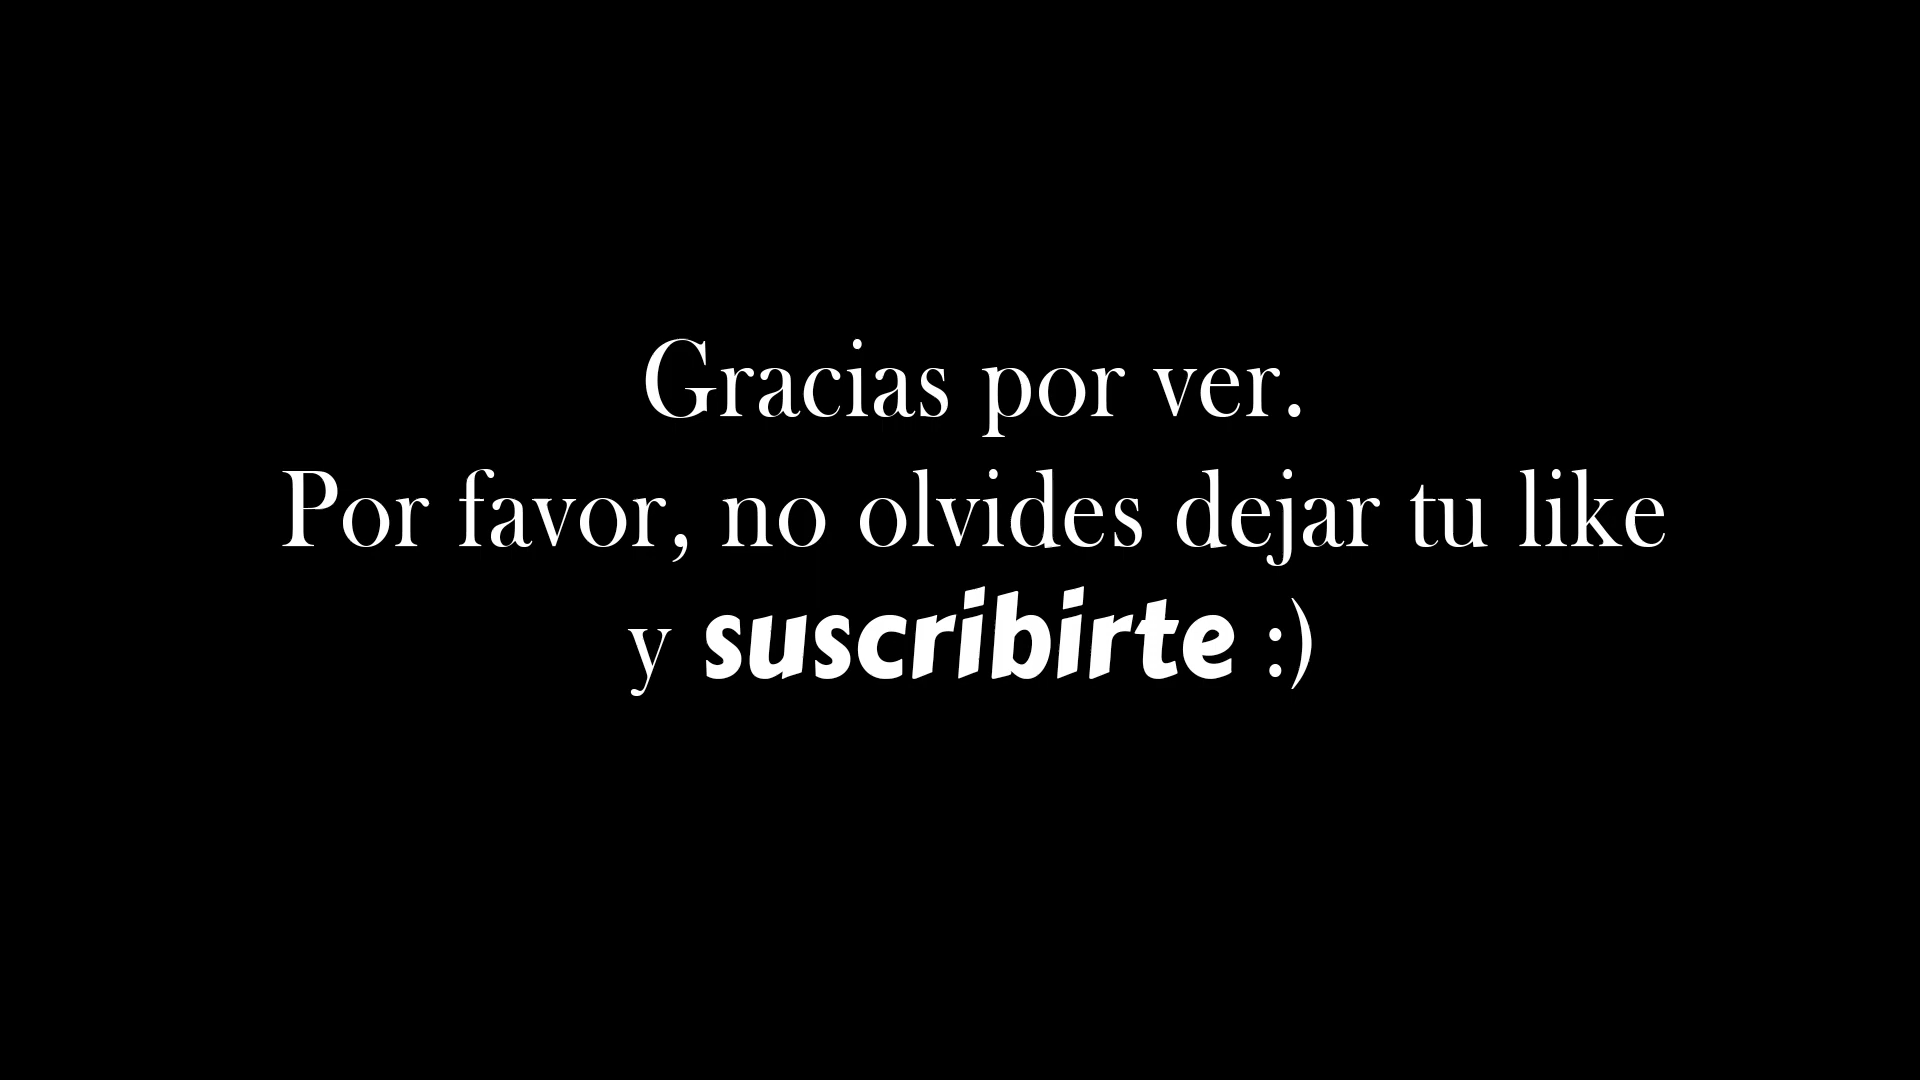 Gracias por ver.
Por favor, no olvides dejar tu like
y suscribirte :)